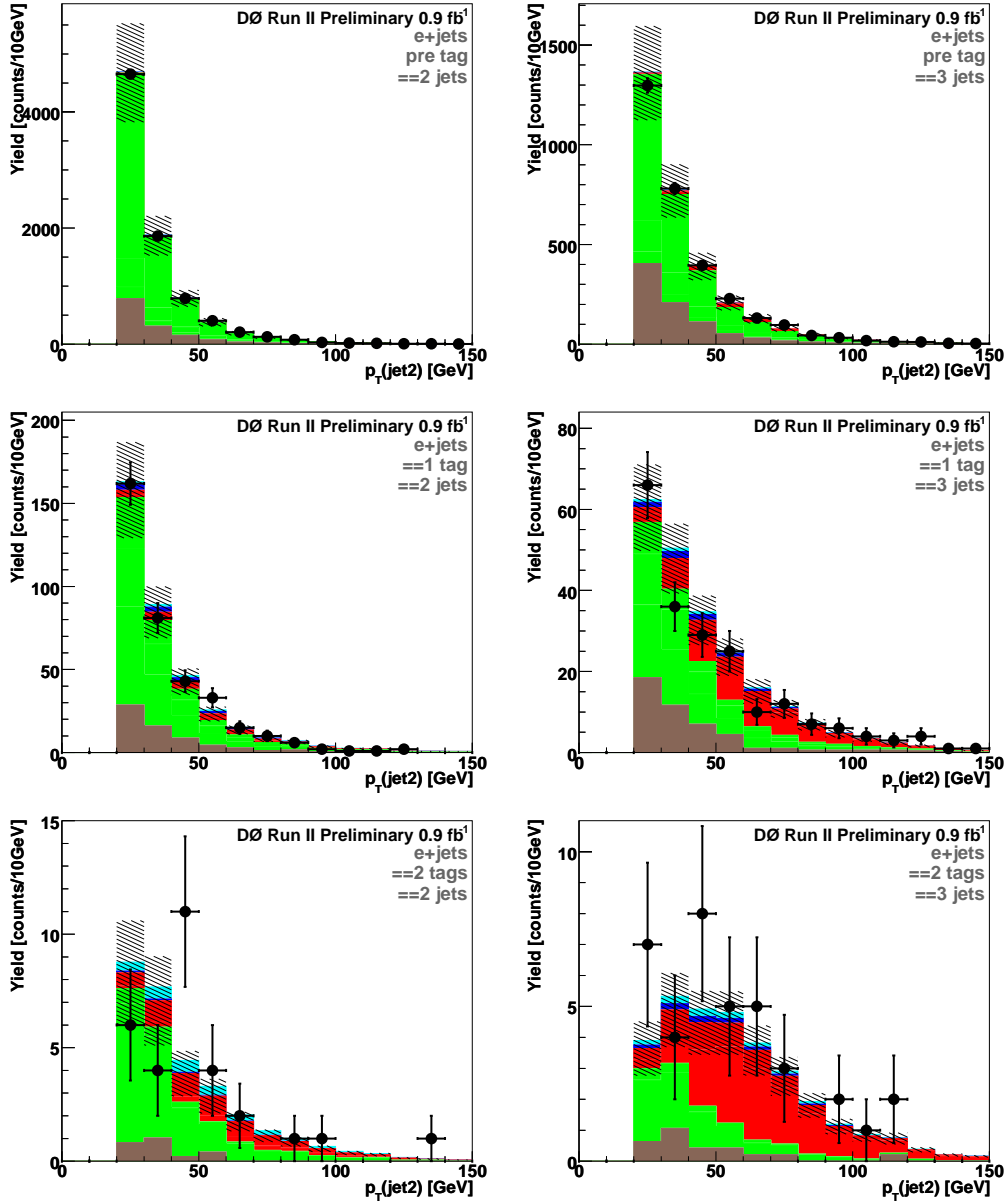 DØ Run II Preliminary 0.9 fb-1
e+jets
pre tag
==2 jets
Yield [counts/10GeV]
4000
2000
0
0 50 100 150
pT(jet2) [GeV]
DØ Run II Preliminary 0.9 fb-1
e+jets
pre tag
==3 jets
Yield [counts/10GeV]
1500
1000
500
0
0 50 100 150
pT(jet2) [GeV]
DØ Run II Preliminary 0.9 fb-1
e+jets
==1 tag
==2 jets
Yield [counts/10GeV]
200
150
100
50
0
0 50 100 150
pT(jet2) [GeV]
DØ Run II Preliminary 0.9 fb-1
e+jets
==1 tag
==3 jets
Yield [counts/10GeV]
80
60
40
20
0
0 50 100 150
pT(jet2) [GeV]
DØ Run II Preliminary 0.9 fb-1
e+jets
==2 tags
==2 jets
Yield [counts/10GeV]
15
10
5
0
0 50 100 150
pT(jet2) [GeV]
DØ Run II Preliminary 0.9 fb-1
e+jets
==2 tags
==3 jets
Yield [counts/10GeV]
10
5
0
0 50 100 150
pT(jet2) [GeV]